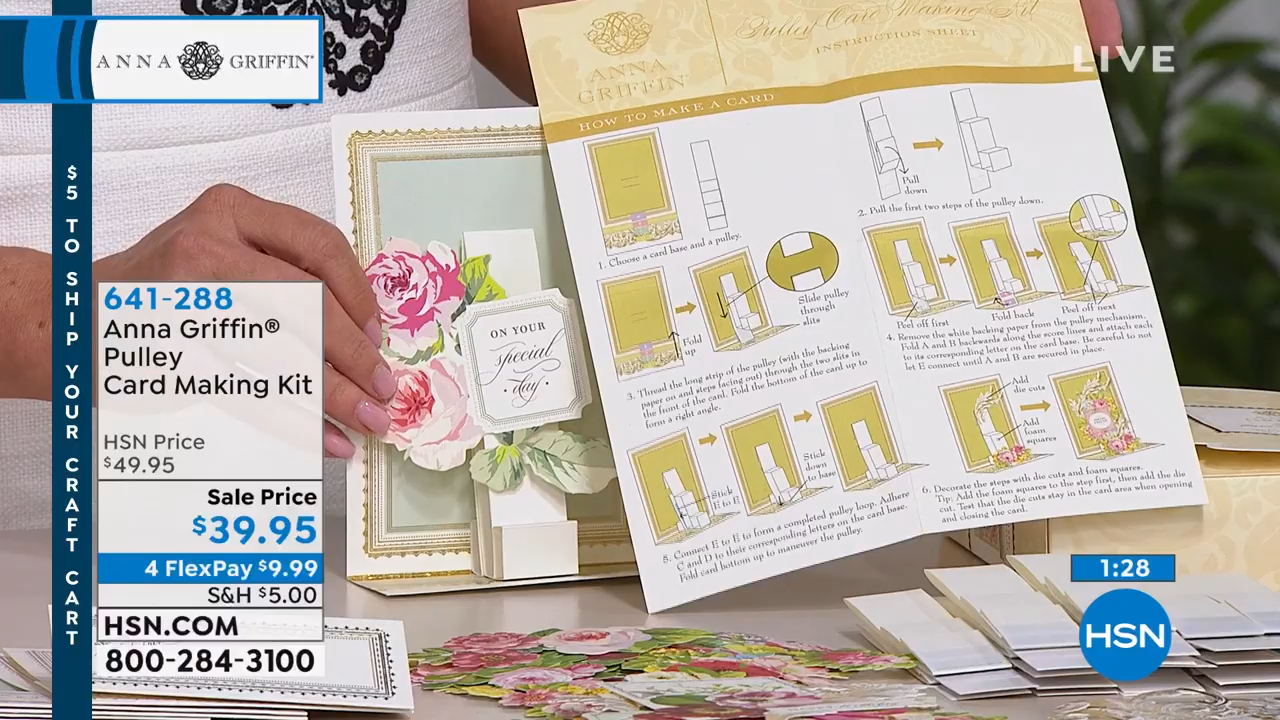 ANNA GRIFFIN®
$5 TO SHIP YOUR CRAFT CART
641-288
Anna Griffin®
Pulley
Card Making Kit
HSN Price
$49.95
Sale Price
$39.95
4 FlexPay $9.99
S&H $5.00
HSN.COM
800-284-3100
ON YOUR
special
day
ANNA
GRIFFIN
Pulley Card Making Kit
INSTRUCTION SHEET
LIVE
HOW TO MAKE A CARD
1. Choose a card base and a pulley.
Pull
down
2. Pull the first two steps of the pulley down.
Fold
up
Slide pulley
through
slits
3. Thread the long strip of the pulley (with the backing
paper on and steps facing out) through the two slits in
the front of the card. Fold the bottom of the card up to
form a right angle.
Peel off first
Fold back
Peel off next
4. Remove the white backing paper from the pulley mechanism.
Fold A and B backwards along the score lines and attach each
to its corresponding letter on the card base. Be careful to not
let E connect until A and B are secured in place.
Stick
E to E
Stick
down
to base
5. Connect E to E to form a completed pulley loop. Adhere
C and D to their corresponding letters on the card base.
Fold card bottom up to maneuver the pulley.
Add
die cuts
Add
foam
squares
6. Decorate the steps with die cuts and foam squares.
Tip: Add the foam squares to the step first, then add the die
cut. Test that the die cuts stay in the card area when opening
and closing the card.
1:28
HSN